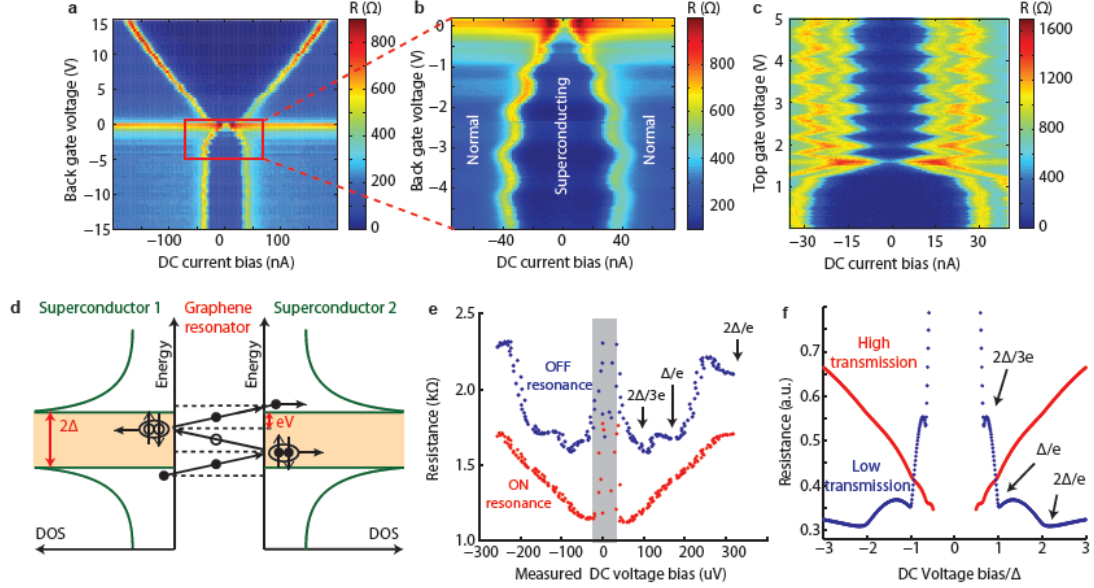 a
R (Ω)
Back gate voltage (V)
15
10
5
0
−5
−10
−15
−100
0
100
DC current bias (nA)
800
600
400
200
0
b
R (Ω)
Back gate voltage (V)
0
−1
−2
−3
−4
−40
0
40
DC current bias (nA)
Normal
Superconducting
Normal
800
600
400
200
c
R (Ω)
Top gate voltage (V)
5
4
3
2
1
−30
−15
0
15
30
DC current bias (nA)
1600
1200
800
400
0
d
Superconductor 1
Graphene
resonator
Superconductor 2
Energy
Energy
2Δ
eV
DOS
DOS
e
Resistance (kΩ)
2.5
2.0
1.5
1.0
−300
−200
−100
0
100
200
300
Measured DC voltage bias (uV)
OFF
resonance
ON
resonance
2Δ/3e
Δ/e
2Δ/e
f
Resistance (a.u.)
0.8
0.7
0.6
0.5
0.4
0.3
−3
−2
−1
0
1
2
3
DC Voltage bias/Δ
High
transmission
Low
transmission
2Δ/3e
Δ/e
2Δ/e